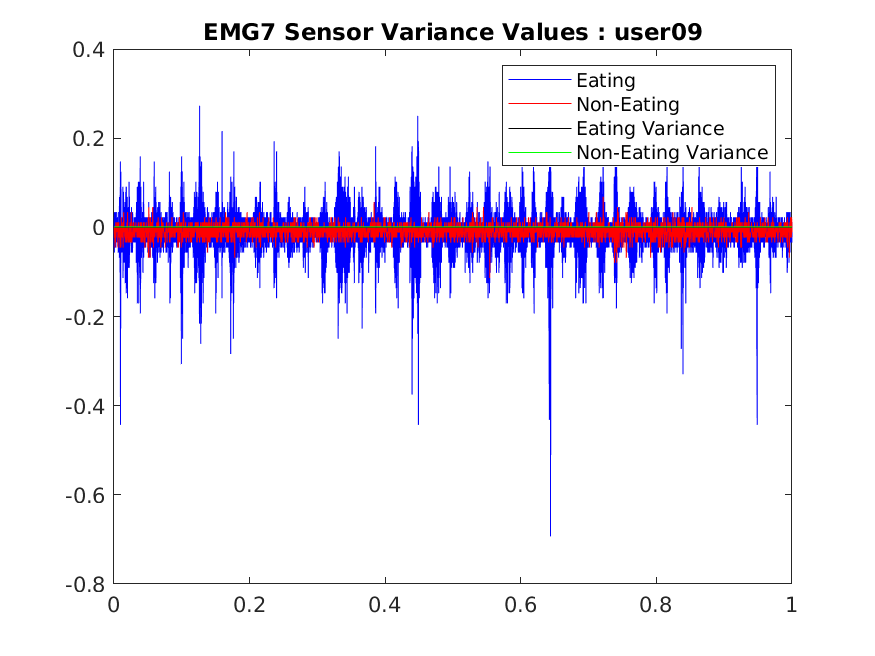 EMG7 Sensor Variance Values : user09
0.4
Eating
Non-Eating
Eating Variance
Non-Eating Variance
0.2
0
-0.2
-0.4
-0.6
-0.8
0 0.2 0.4 0.6 0.8 1